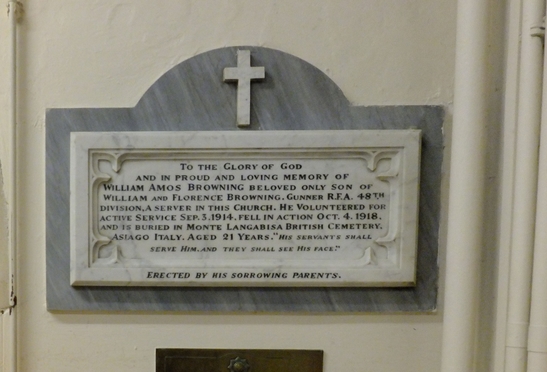 To the Glory of God
and in proud and loving memory of
William Amos Browning beloved only son of
William and Florence Browning. Gunner R.F.A. 48th
Division, a server in this Church. He Volunteered for
active Service Sep. 3. 1914. Fell in action Oct. 4. 1918.
and is buried in Monte Langabisa British Cemetery,
Asiago Italy. Aged 21 Years. "His servants shall
serve Him. and they shall see His face."
Erected by his sorrowing parents.